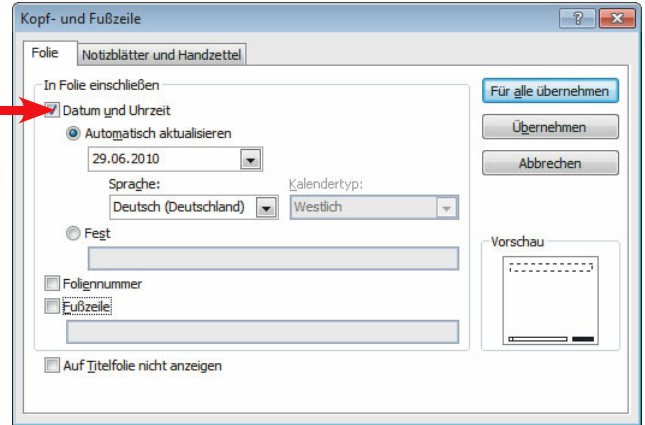 Kopf- und Fußzeile
Folie
Notizblätter und Handzettel
In Folie einschließen
Datum und Uhrzeit
Automatisch aktualisieren
29.06.2010
Sprache:
Kalendertyp:
Deutsch (Deutschland)
Westlich
Fest
Foliennummer
Fußzeile
Auf Titelfolie nicht anzeigen
Für alle übernehmen
Übernehmen
Abbrechen
Vorschau